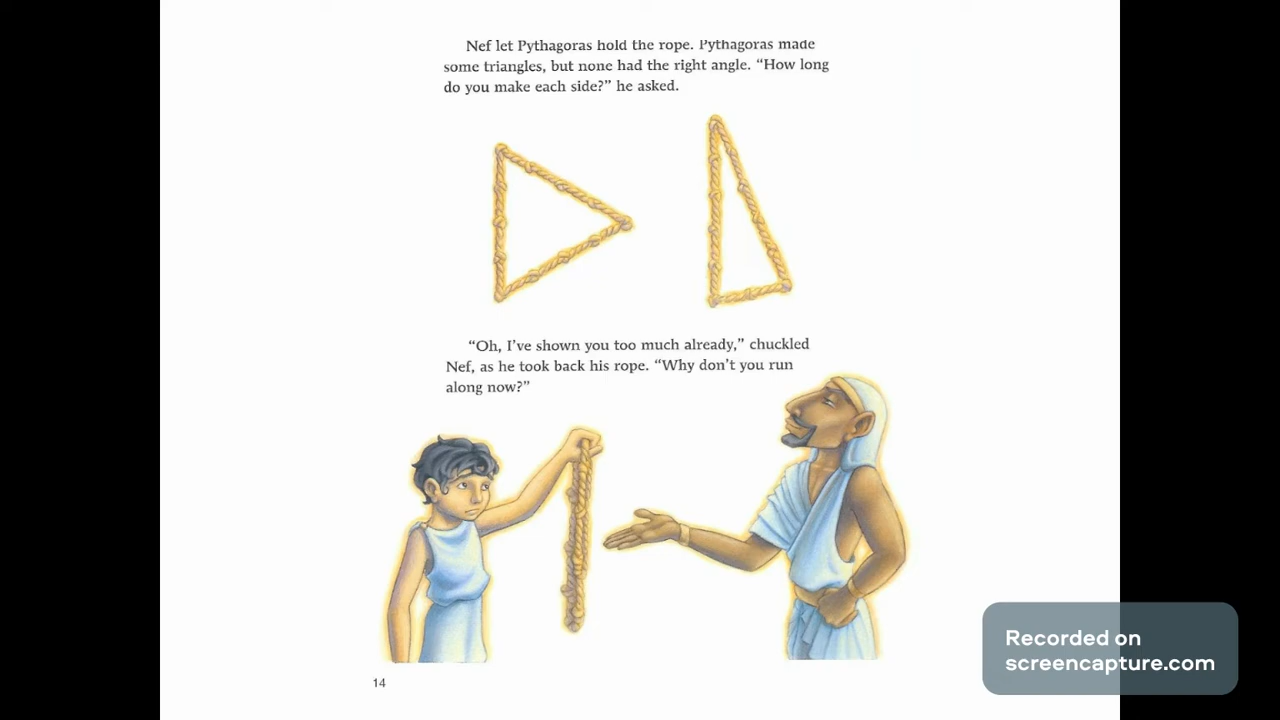 Nef let Pythagoras hold the rope. Pythagoras made
some triangles, but none had the right angle. “How long
do you make each side?” he asked.
“Oh, I’ve shown you too much already,” chuckled
Nef, as he took back his rope. “Why don’t you run
along now?”
14
Recorded on
screencapture.com